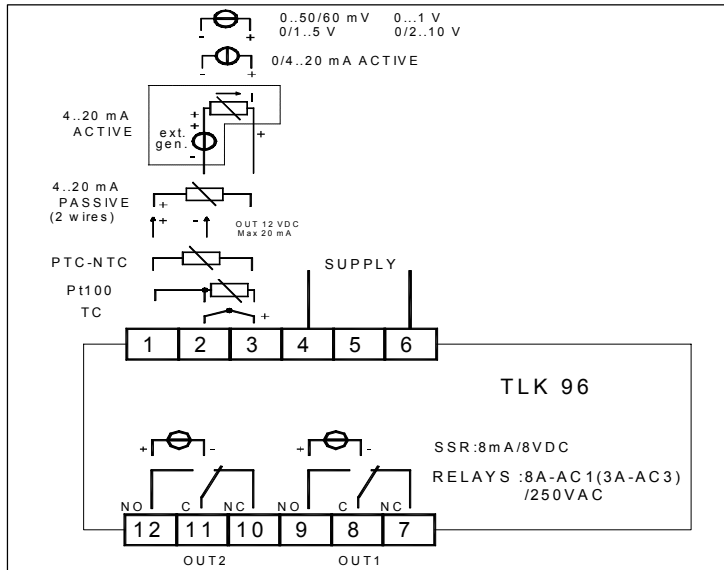 0..50/60 mV 0...1 V
- + 0/1..5 V 0/2..10 V
- + 0/4..20 mA ACTIVE
4..20 mA
ACTIVE
I
+
+
ext.
gen.
-
+
4..20 mA
PASSIVE
(2 wires)
+
+ -
OUT 12 VDC
Max 20 mA
PTC-NTC
SUPPLY
Pt100
TC
- +
1 2 3 4 5 6
TLK 96
+ - + -
SSR:8mA/8VDC
RELAYS :8A-AC1(3A-AC3)
/250VAC
NO C NC NO C NC
12 11 10 9 8 7
OUT2 OUT1